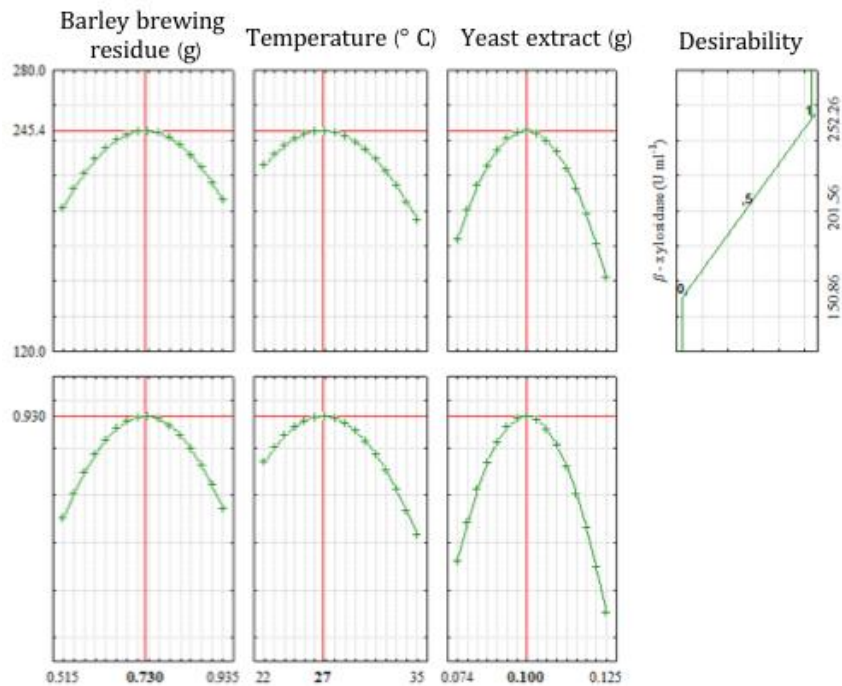 Barley brewing
residue (g)
Temperature (° C)
Yeast extract (g)
Desirability
280.0
245.4
120.0
1,
.5
0,
β - xylosidase (U ml⁻¹)
252.26
201.56
150.86
0.930
0.515 0.730 0.935
22 27 35
0.074 0.100 0.125